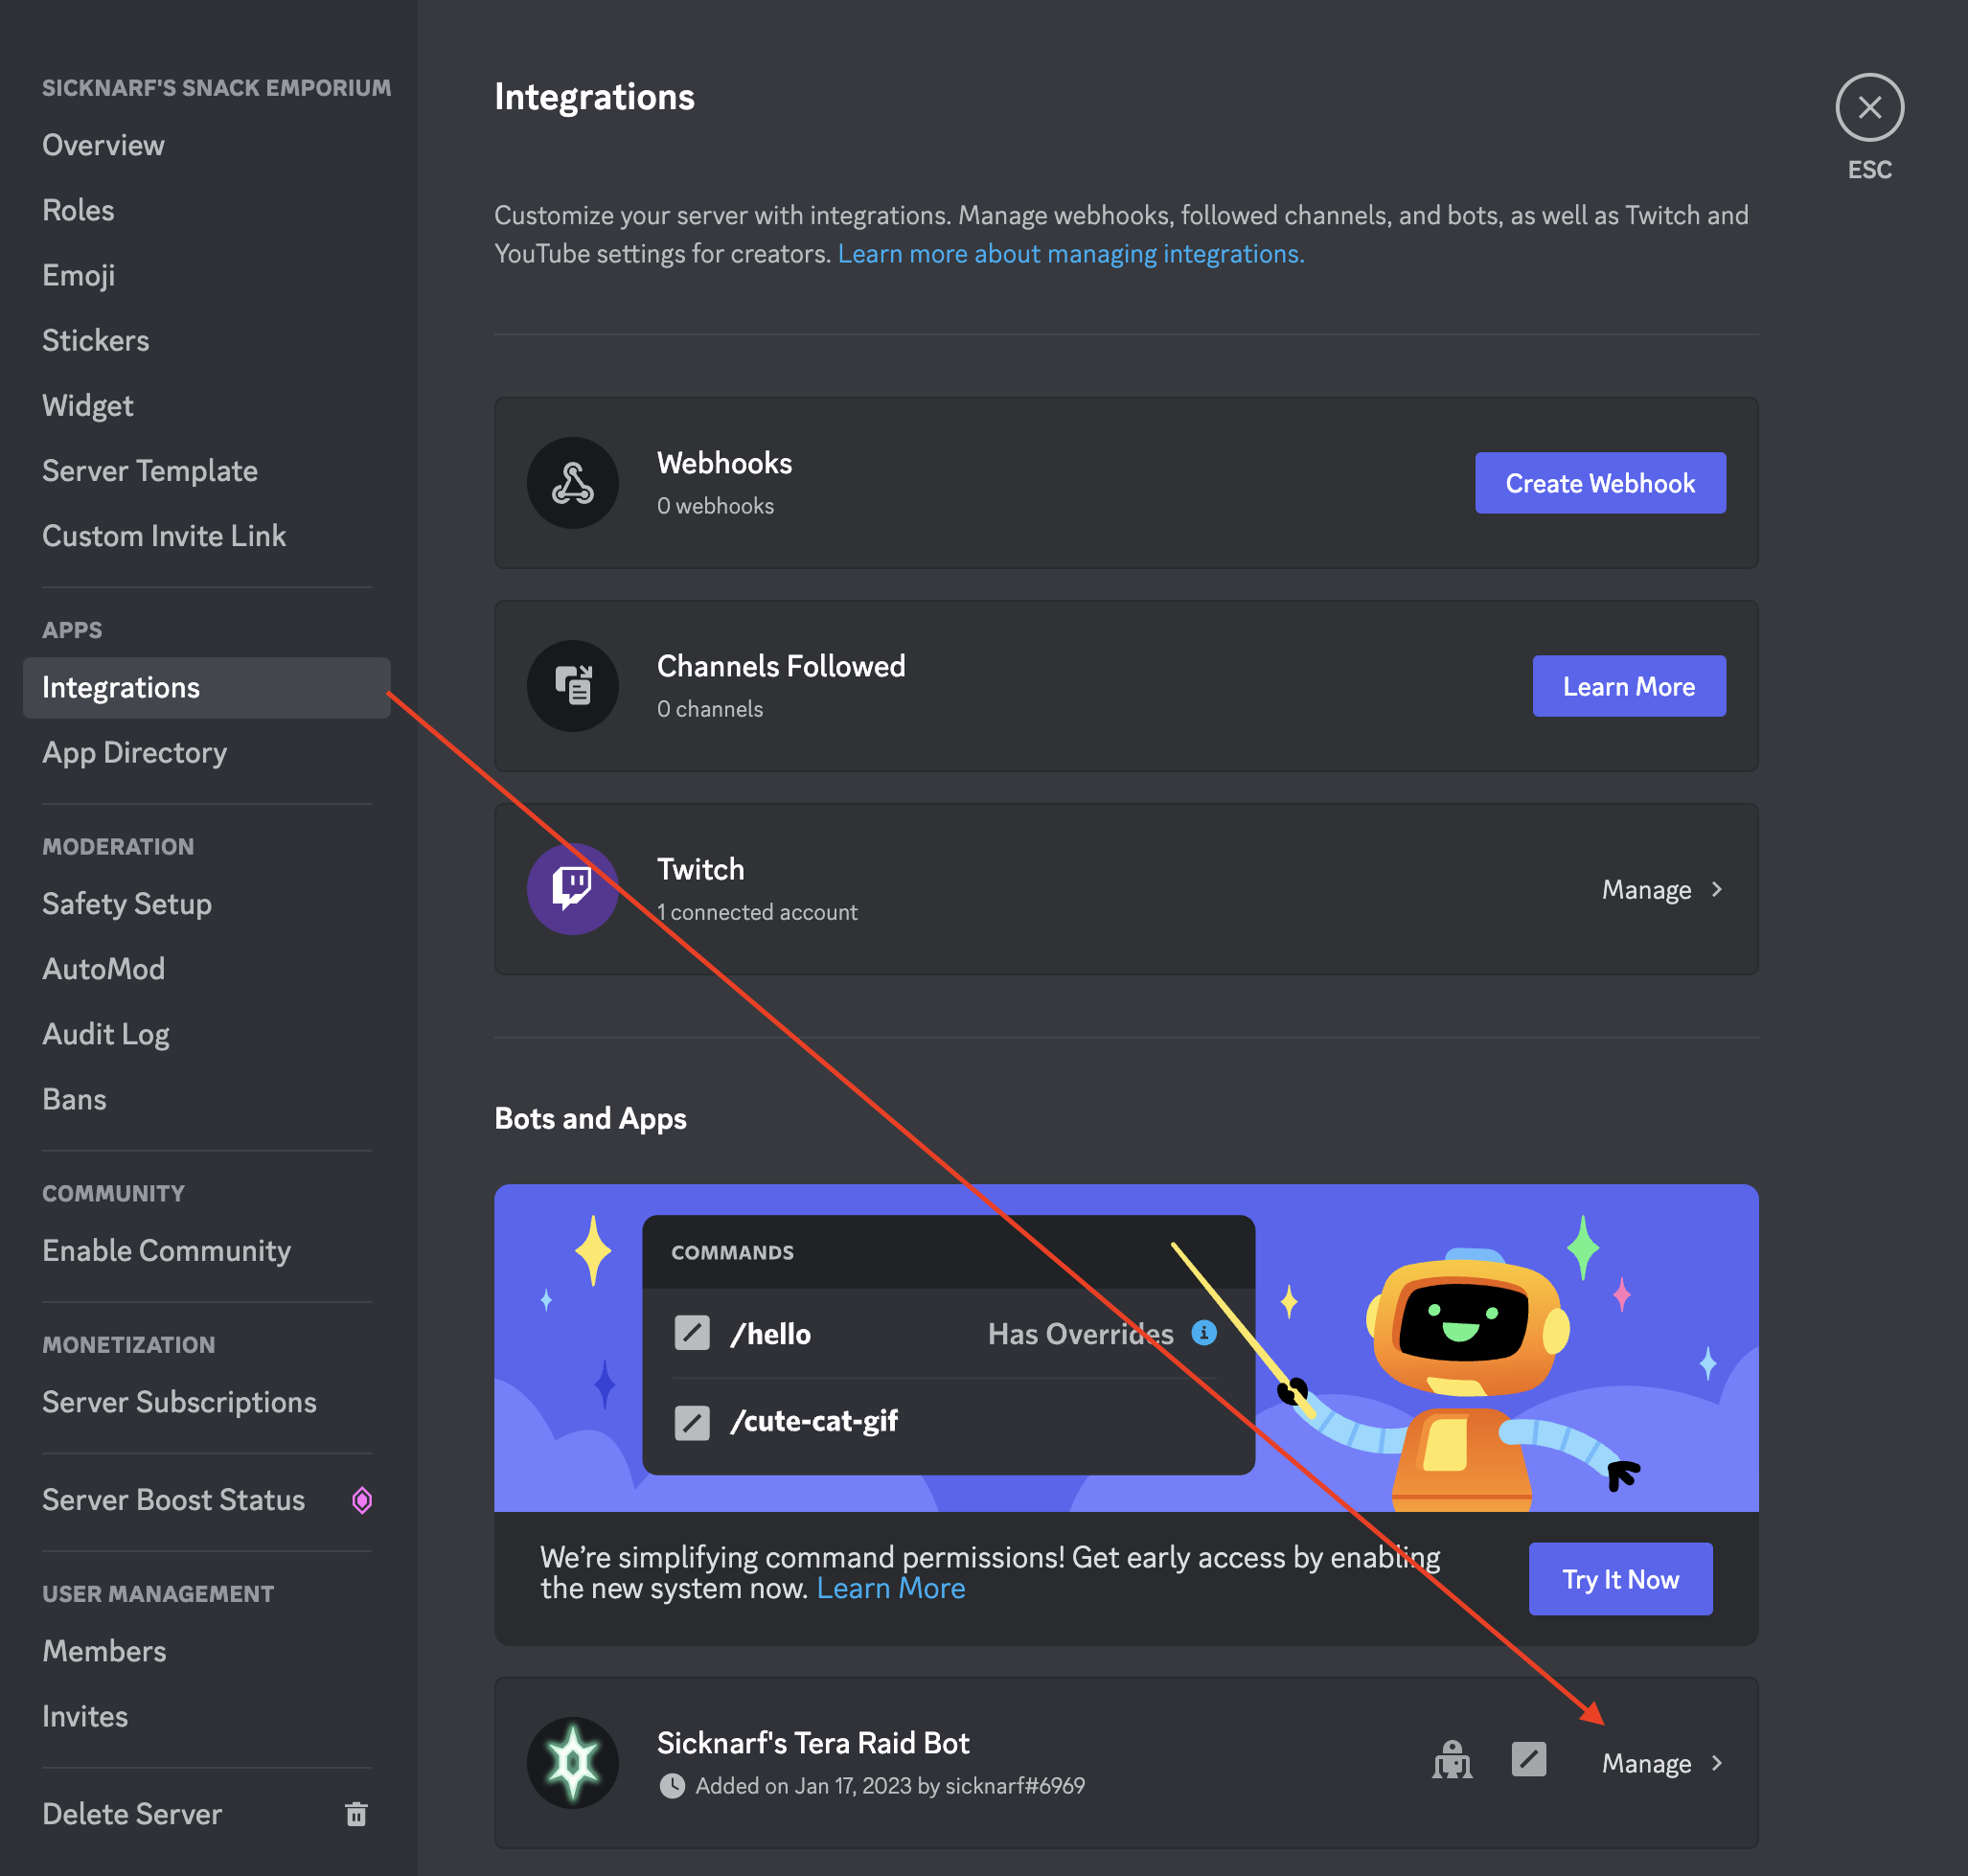 SICKNARF'S SNACK EMPORIUM
Overview
Roles
Emoji
Stickers
Widget
Server Template
Custom Invite Link
APPS
Integrations
App Directory
MODERATION
Safety Setup
AutoMod
Audit Log
Bans
COMMUNITY
Enable Community
MONETIZATION
Server Subscriptions
Server Boost Status
USER MANAGEMENT
Members
Invites
Delete Server
Integrations
ESC
Customize your server with integrations. Manage webhooks, followed channels, and bots, as well as Twitch and
YouTube settings for creators. Learn more about managing integrations.
Webhooks
0 webhooks
Create Webhook
Channels Followed
0 channels
Learn More
Twitch
1 connected account
Manage
Bots and Apps
COMMANDS
/hello
Has Overrides
/cute-cat-gif
We’re simplifying command permissions! Get early access by enabling
the new system now. Learn More
Try It Now
Sicknarf's Tera Raid Bot
Added on Jan 17, 2023 by sicknarf#6969
Manage